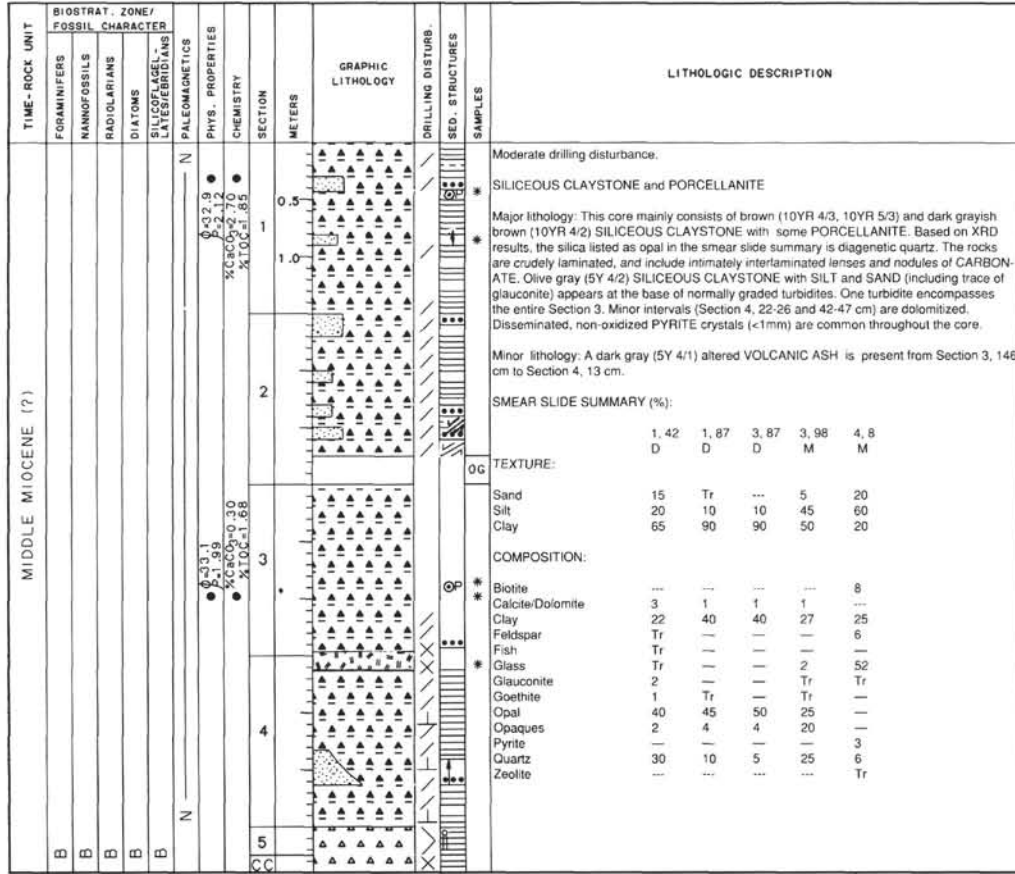 BIOSTRAT. ZONE/
FOSSIL CHARACTER
TIME-ROCK UNIT
FORAMINIFERS
NANNOFOSSILS
RADIOLARIANS
DIATOMS
SILICOFLAGEL-
LATES/EBRIDIANS
PALEOMAGNETICS
PHYS. PROPERTIES
CHEMISTRY
SECTION
METERS
GRAPHIC
LITHOLOGY
DRILLING DISTURB.
SED. STRUCTURES
SAMPLES
LITHOLOGIC DESCRIPTION
MIDDLE MIOCENE (?)
B
B
B
B
B
N
N
Ø=32.9
P=2.12
%CaCO3=2.70
%TOC=1.85
Ø=33.1
P=1.99
%CaCO3=0.30
%TOC=1.68
1
2
3
4
5
CC
0.5
1.0
P
*
*
OG
P
*
*
*
Moderate drilling disturbance.
SILICEOUS CLAYSTONE and PORCELLANITE
Major lithology: This core mainly consists of brown (10YR 4/3, 10YR 5/3) and dark grayish
brown (10YR 4/2) SILICEOUS CLAYSTONE with some PORCELLANITE. Based on XRD
results, the silica listed as opal in the smear slide summary is diagenetic quartz. The rocks
are crudely laminated, and include intimately interlaminated lenses and nodules of CARBON-
ATE. Olive gray (5Y 4/2) SILICEOUS CLAYSTONE with SILT and SAND (including trace of
glauconite) appears at the base of normally graded turbidites. One turbidite encompasses
the entire Section 3. Minor intervals (Section 4, 22-26 and 42-47 cm) are dolomitized.
Disseminated, non-oxidized PYRITE crystals (<1mm) are common throughout the core.
Minor lithology: A dark gray (5Y 4/1) altered VOLCANIC ASH is present from Section 3, 146
cm to Section 4, 13 cm.
SMEAR SLIDE SUMMARY (%):
1, 42 1, 87 3, 87 3, 98 4, 8
D D D M M
TEXTURE:
Sand 15 Tr --- 5 20
Silt 20 10 10 45 60
Clay 65 90 90 50 20
COMPOSITION:
Biotite --- --- --- --- 8
Calcite/Dolomite 3 1 1 1 ---
Clay 22 40 40 27 25
Feldspar Tr — — — 6
Fish Tr — — — —
Glass Tr — — 2 52
Glauconite 2 — — Tr Tr
Goethite 1 Tr — Tr —
Opal 40 45 50 25 —
Opaques 2 4 4 20 —
Pyrite — — — — 3
Quartz 30 10 5 25 6
Zeolite --- --- --- --- Tr